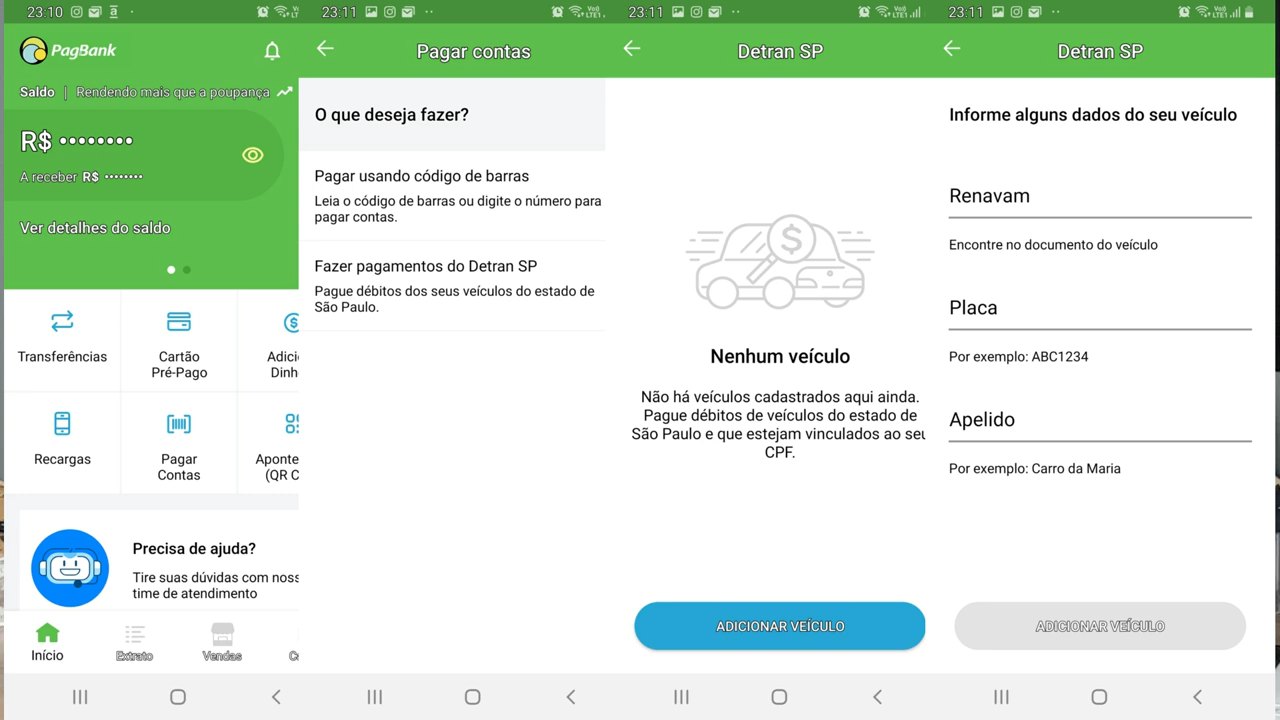 23:10
PagBank
Saldo | Rendendo mais que a poupança
R$ ••••••••
A receber R$ ••••••••
Ver detalhes do saldo
Transferências
Cartão
Pré-Pago
Adici
Dinh
Recargas
Pagar
Contas
Aponte
(QR C
Precisa de ajuda?
Tire suas dúvidas com noss
time de atendimento
Início
Extrato
Vendas
C
23:11
Pagar contas
O que deseja fazer?
Pagar usando código de barras
Leia o código de barras ou digite o número para
pagar contas.
Fazer pagamentos do Detran SP
Pague débitos dos seus veículos do estado de
São Paulo.
23:11
Vo)) LTE1
Detran SP
Nenhum veículo
Não há veículos cadastrados aqui ainda.
Pague débitos de veículos do estado de
São Paulo e que estejam vinculados ao seu
CPF.
ADICIONAR VEÍCULO
23:11
Vo)) LTE1
Detran SP
Informe alguns dados do seu veículo
Renavam
Encontre no documento do veículo
Placa
Por exemplo: ABC1234
Apelido
Por exemplo: Carro da Maria
ADICIONAR VEÍCULO